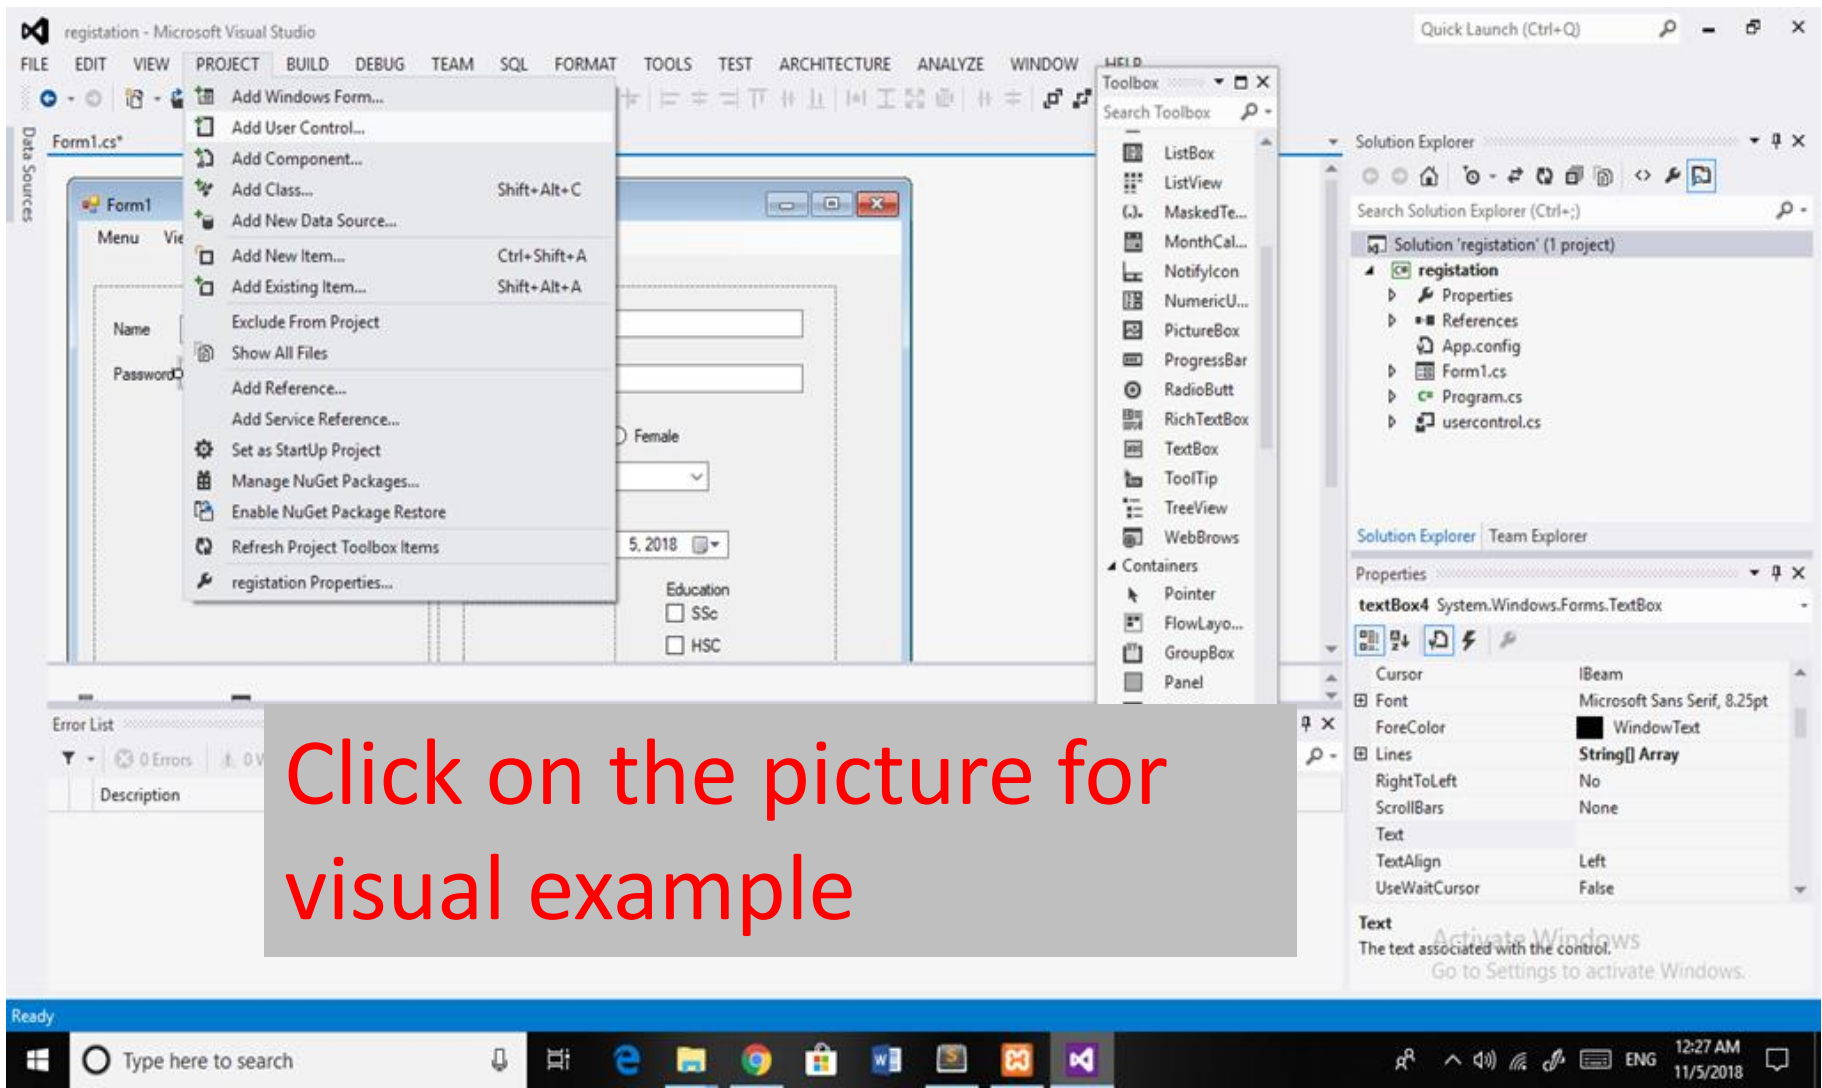 registation - Microsoft Visual Studio
Quick Launch (Ctrl+Q)
FILE EDIT VIEW PROJECT BUILD DEBUG TEAM SQL FORMAT TOOLS TEST ARCHITECTURE ANALYZE WINDOW HELP
Data Sources
Form1.cs*
Add Windows Form...
Add User Control...
Add Component...
Add Class... Shift+Alt+C
Add New Data Source...
Add New Item... Ctrl+Shift+A
Add Existing Item... Shift+Alt+A
Exclude From Project
Show All Files
Add Reference...
Add Service Reference...
Set as StartUp Project
Manage NuGet Packages...
Enable NuGet Package Restore
Refresh Project Toolbox Items
registation Properties...
Form1
Menu
Name
Password
Female
5, 2018
Education
SSc
HSC
Toolbox
Search Toolbox
ListBox
ListView
MaskedTe...
MonthCal...
NotifyIcon
NumericU...
PictureBox
ProgressBar
RadioButt
RichTextBox
TextBox
ToolTip
TreeView
WebBrows
Containers
Pointer
FlowLayo...
GroupBox
Panel
Solution Explorer
Search Solution Explorer (Ctrl+;)
Solution 'registation' (1 project)
registation
Properties
References
App.config
Form1.cs
Program.cs
usercontrol.cs
Solution Explorer Team Explorer
Properties
textBox4 System.Windows.Forms.TextBox
Cursor IBeam
Font Microsoft Sans Serif, 8.25pt
ForeColor WindowText
Lines String[] Array
RightToLeft No
ScrollBars None
Text
TextAlign Left
UseWaitCursor False
Text
The text associated with the control.
Activate Windows
Go to Settings to activate Windows.
Error List
0 Errors 0 W
Description
Click on the picture for
visual example
Ready
Type here to search
ENG
12:27 AM
11/5/2018